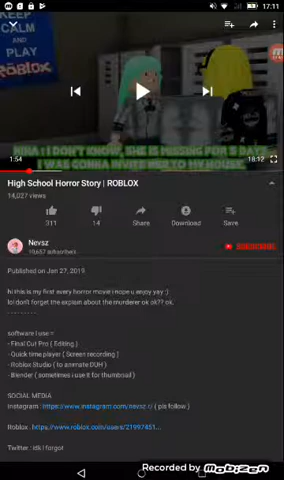 17:11
KEEP
CALM
AND
PLAY
ROBLOX
NINA : I DON'T KNOW, SHE IS MISSING FOR 5 DAYS
I WAS GONNA INVITE HER TO MY HOUSE
1:54
18:12
High School Horror Story | ROBLOX
14,027 views
311
14
Share
Download
Save
Nevsz
SUBSCRIBE
Published on Jan 27, 2019
hi this is my first every horror movie i nope u enjoy yay :)
lol don't forget the explain about the murderer ok ok?? ok.
- - - - - - - - -
software i use =
- Final Cut Pro ( Editing )
- Quick time player ( Screen recording )
- Roblox Studio ( to animate DUH )
- Blender ( sometimes i use it for thumbnail )
SOCIAL MEDIA
Instagram : https://www.instagram.com/nevsz.r/ ( pls follow )
Roblox : https://www.roblox.com/users/21997451...
Twitter : idk i forgot
Recorded by mobizen